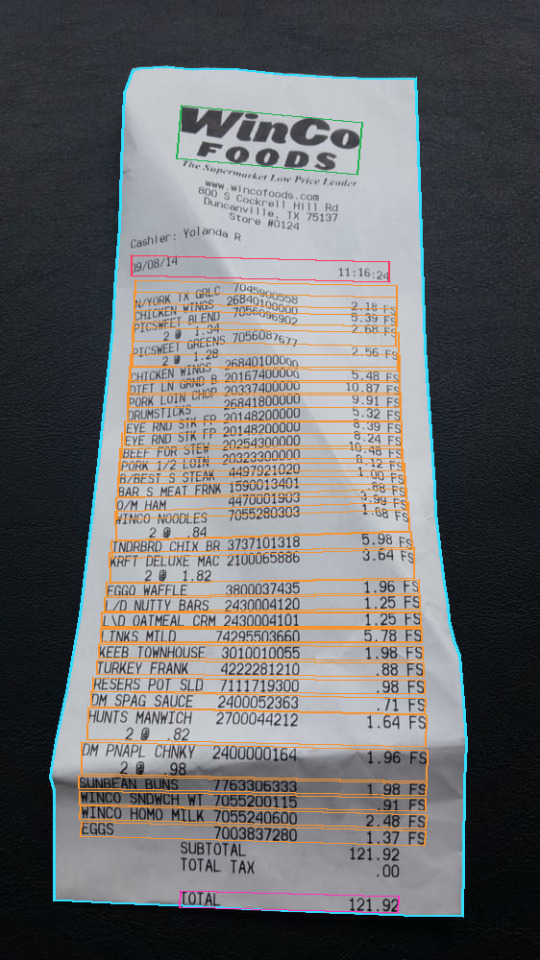 WinCo
FOODS
The Supermarket Low Price Leader
www.wincofoods.com
800 S Cockrell Hill Rd
Duncanville, TX 75137
Store #0124
Cashier: Yolanda R
09/08/14 11:16:24
N/YORK TX GRLC 7045900558 2.18 FS
CHICKEN WINGS 26840100000 5.39 FS
PICSWEET BLEND 7056096902 2.68 FS
2 @ 1.34
PICSWEET GREENS 7056087677 2.56 FS
2 @ 1.28
CHICKEN WINGS 26840100000 5.48 FS
DIET LN GRND B 20167400000 10.87 FS
PORK LOIN CHOP 20337400000 9.91 FS
DRUMSTICKS 26841800000 5.32 FS
EYE RND STK FP 20148200000 8.39 FS
EYE RND STK FP 20148200000 8.24 FS
BEEF FOR STEW 20254300000 10.48 FS
PORK 1/2 LOIN 20323300000 8.12 FS
B/BEST S STEAK 4497921020 1.00 FS
BAR S MEAT FRNK 1590013401 .88 FS
O/M HAM 4470001903 3.99 FS
WINCO NOODLES 7055280303 1.68 FS
2 @ .84
TNDRBRD CHIX BR 3737101318 5.98 FS
KRFT DELUXE MAC 2100065886 3.64 FS
2 @ 1.82
EGGO WAFFLE 3800037435 1.96 FS
L/D NUTTY BARS 2430004120 1.25 FS
L\D OATMEAL CRM 2430004101 1.25 FS
LINKS MILD 74295503660 5.78 FS
KEEB TOWNHOUSE 3010010055 1.98 FS
TURKEY FRANK 4222281210 .88 FS
RESERS POT SLD 7111719300 .98 FS
DM SPAG SAUCE 2400052363 .71 FS
HUNTS MANWICH 2700044212 1.64 FS
2 @ .82
DM PNAPL CHNKY 2400000164 1.96 FS
2 @ .98
SUNBEAN BUNS 7763306333 1.98 FS
WINCO SNDWCH WT 7055200115 .91 FS
WINCO HOMO MILK 7055240600 2.48 FS
EGGS 7003837280 1.37 FS
SUBTOTAL 121.92
TOTAL TAX .00
TOTAL 121.92